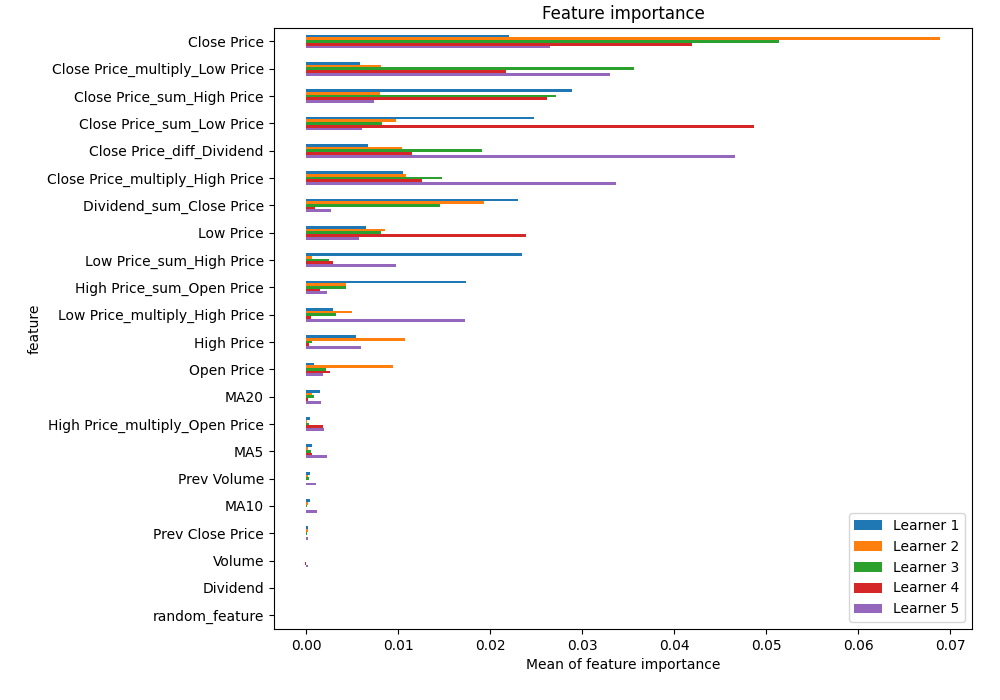 Feature importance
Close Price
Close Price_multiply_Low Price
Close Price_sum_High Price
Close Price_sum_Low Price
Close Price_diff_Dividend
Close Price_multiply_High Price
Dividend_sum_Close Price
Low Price
Low Price_sum_High Price
High Price_sum_Open Price
Low Price_multiply_High Price
High Price
Open Price
MA20
High Price_multiply_Open Price
MA5
Prev Volume
MA10
Prev Close Price
Volume
Dividend
random_feature
feature
Learner 1
Learner 2
Learner 3
Learner 4
Learner 5
0.00 0.01 0.02 0.03 0.04 0.05 0.06 0.07
Mean of feature importance